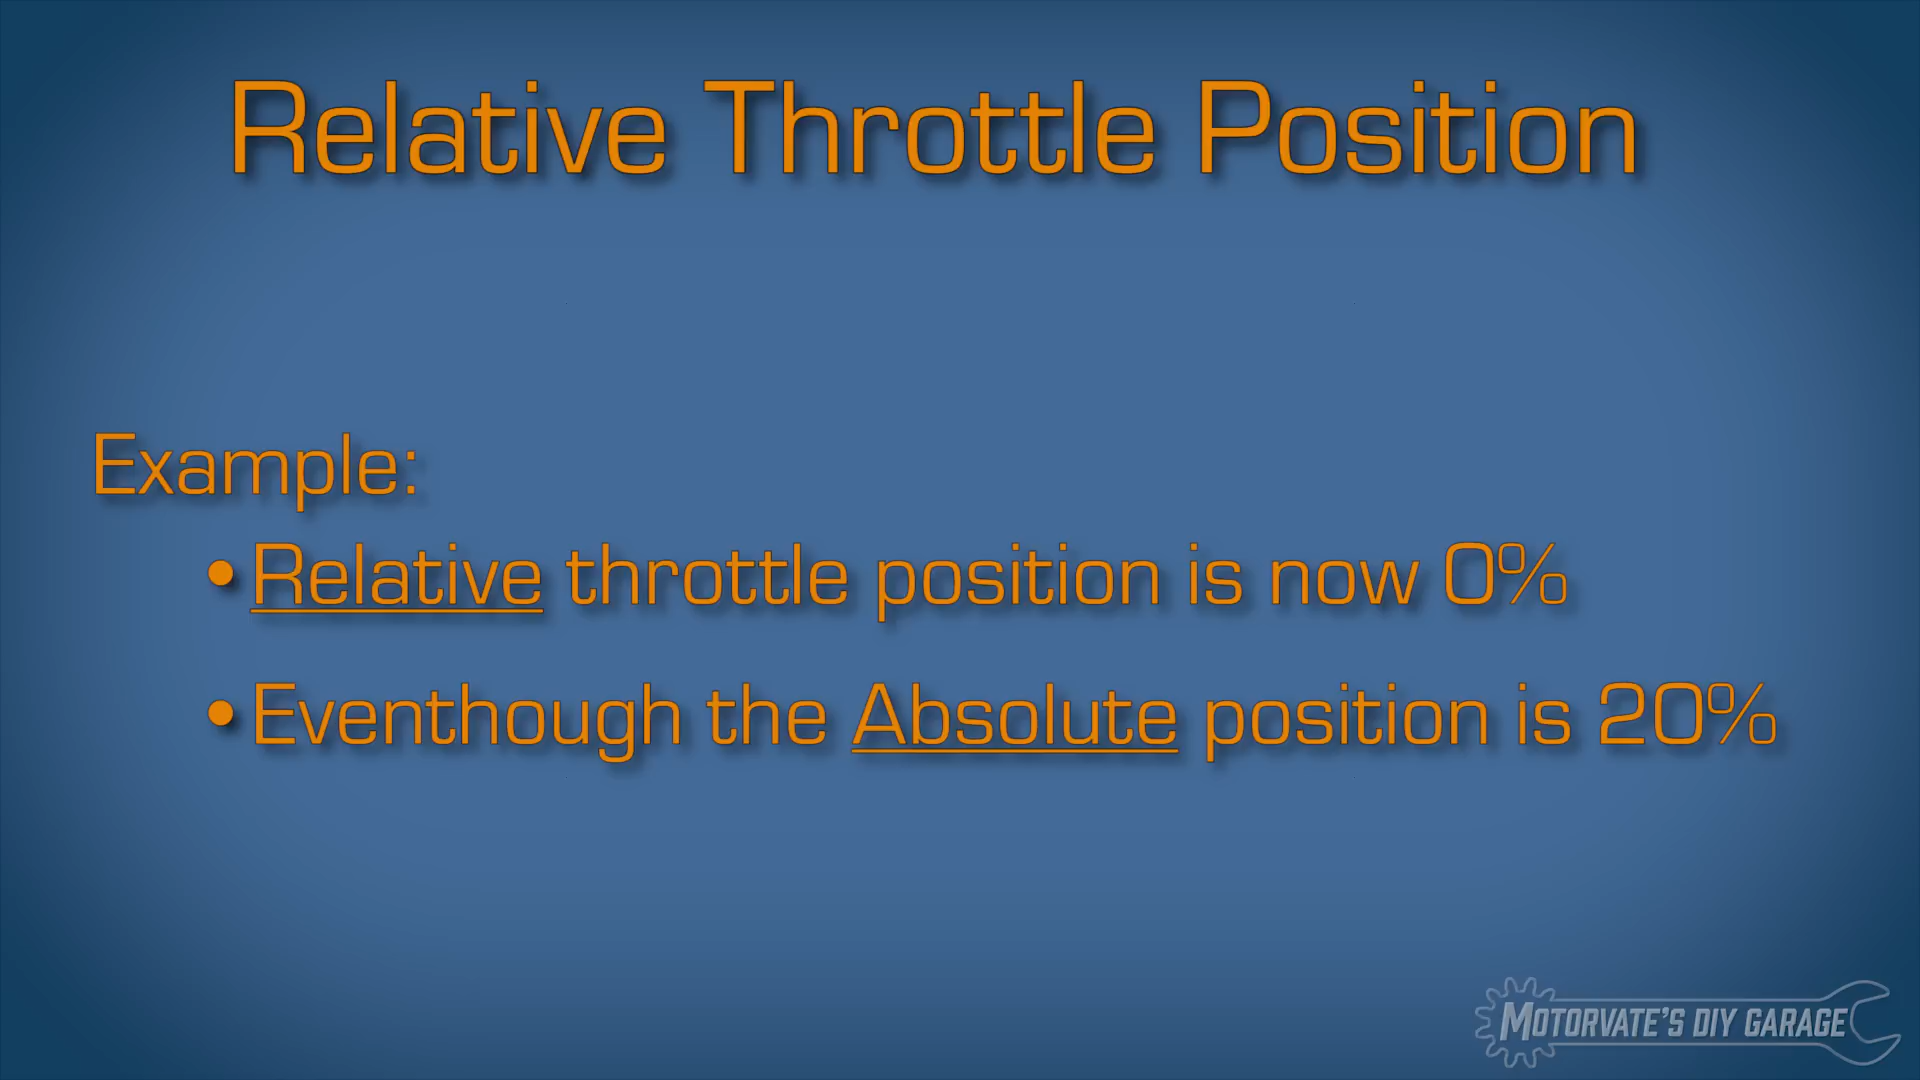 Relative Throttle Position
Example:
•Relative throttle position is now 0%
•Eventhough the Absolute position is 20%
MOTORVATE'S DIY GARAGE